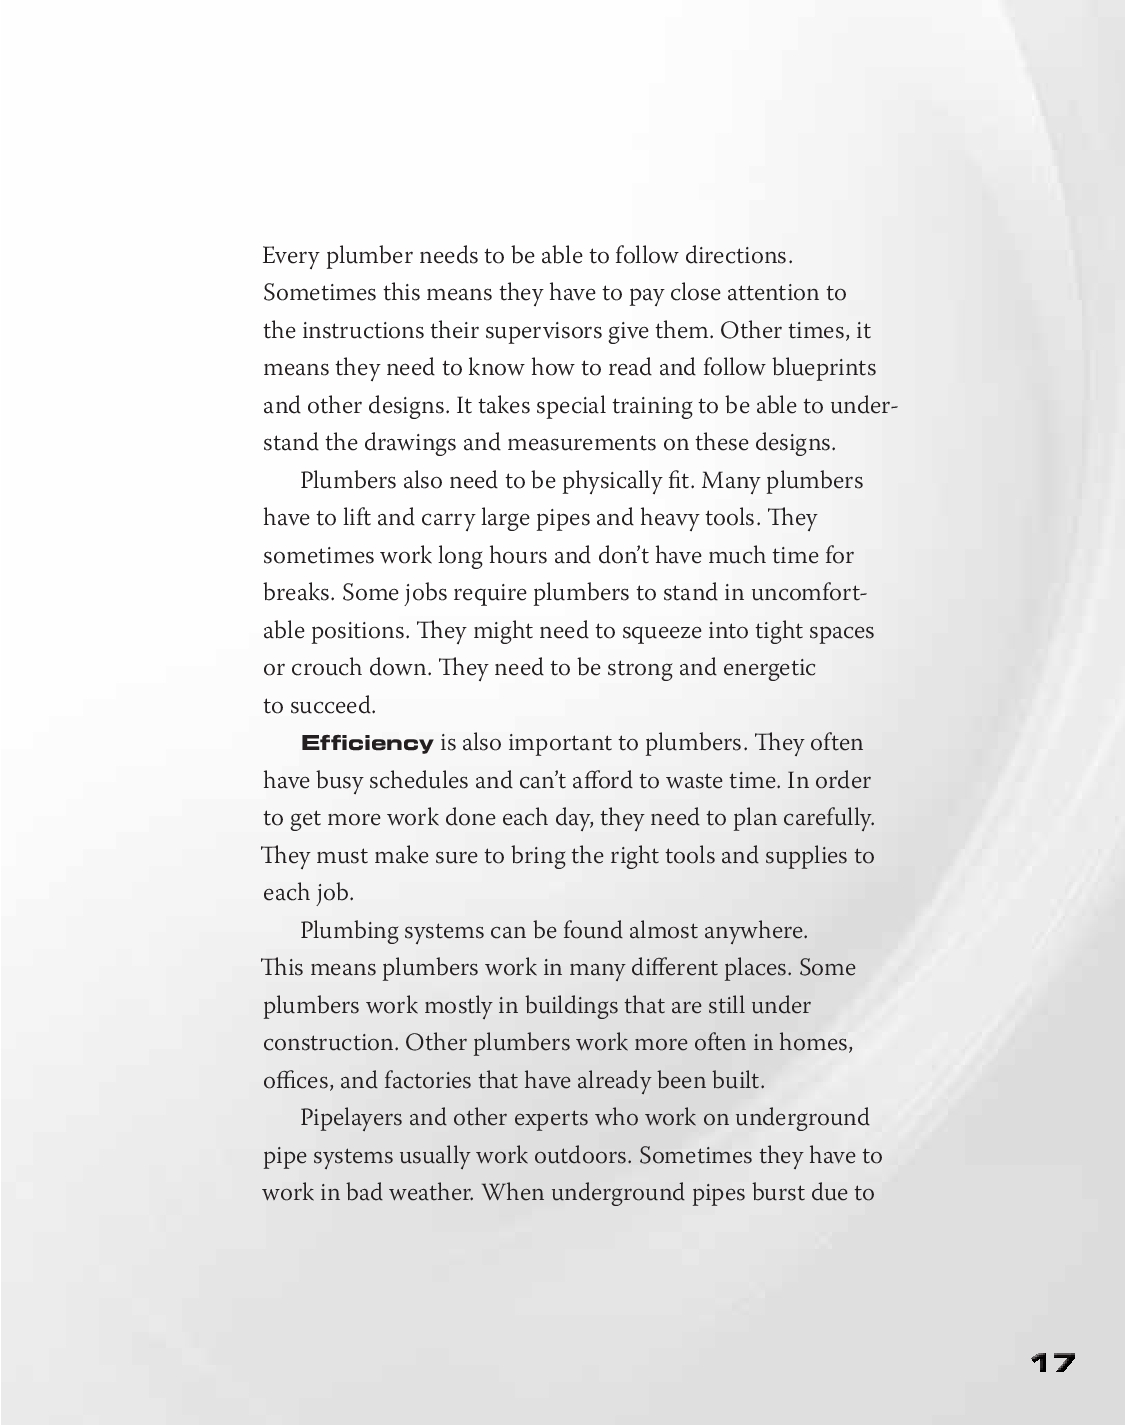 Every plumber needs to be able to follow directions.
Sometimes this means they have to pay close attention to
the instructions their supervisors give them. Other times, it
means they need to know how to read and follow blueprints
and other designs. It takes special training to be able to under-
stand the drawings and measurements on these designs.
Plumbers also need to be physically fit. Many plumbers
have to lift and carry large pipes and heavy tools. They
sometimes work long hours and don’t have much time for
breaks. Some jobs require plumbers to stand in uncomfort-
able positions. They might need to squeeze into tight spaces
or crouch down. They need to be strong and energetic
to succeed.
Efficiency is also important to plumbers. They often
have busy schedules and can’t afford to waste time. In order
to get more work done each day, they need to plan carefully.
They must make sure to bring the right tools and supplies to
each job.
Plumbing systems can be found almost anywhere.
This means plumbers work in many different places. Some
plumbers work mostly in buildings that are still under
construction. Other plumbers work more often in homes,
offices, and factories that have already been built.
Pipelayers and other experts who work on underground
pipe systems usually work outdoors. Sometimes they have to
work in bad weather. When underground pipes burst due to
17